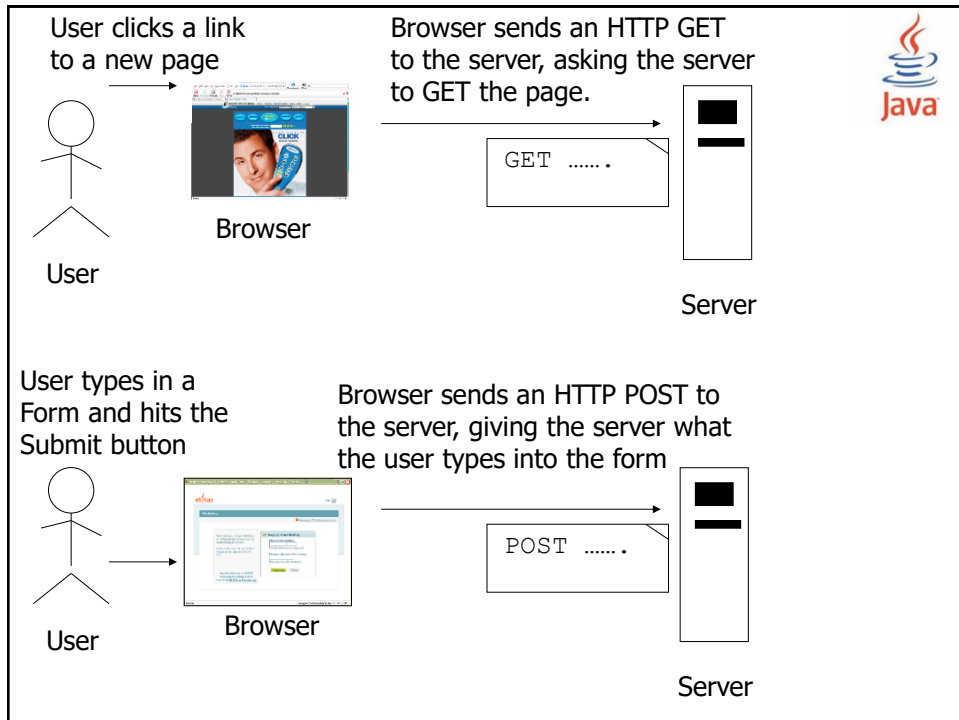 User clicks a link
to a new page
Browser sends an HTTP GET
to the server, asking the server
to GET the page.
Java
CLICK
GET …….
Browser
User
Server
User types in a
Form and hits the
Submit button
Browser sends an HTTP POST to
the server, giving the server what
the user types into the form
POST …….
Browser
User
Server